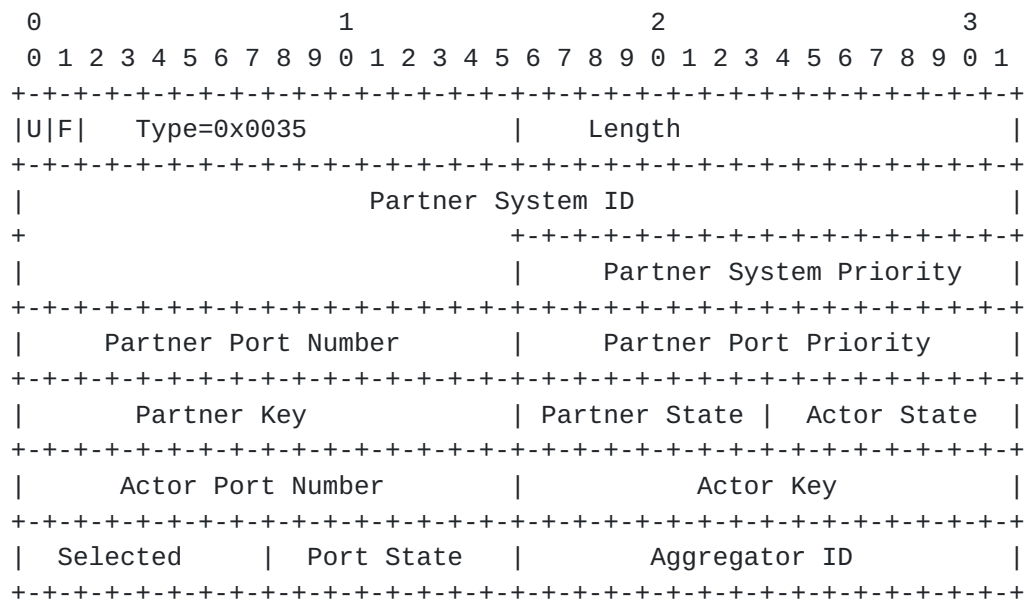 0                   1                   2                   3
 0 1 2 3 4 5 6 7 8 9 0 1 2 3 4 5 6 7 8 9 0 1 2 3 4 5 6 7 8 9 0 1
+-+-+-+-+-+-+-+-+-+-+-+-+-+-+-+-+-+-+-+-+-+-+-+-+-+-+-+-+-+-+-+-+
|U|F|   Type=0x0035             |    Length                     |
+-+-+-+-+-+-+-+-+-+-+-+-+-+-+-+-+-+-+-+-+-+-+-+-+-+-+-+-+-+-+-+-+
|                      Partner System ID                        |
+                               +-+-+-+-+-+-+-+-+-+-+-+-+-+-+-+-+
|                               |     Partner System Priority   |
+-+-+-+-+-+-+-+-+-+-+-+-+-+-+-+-+-+-+-+-+-+-+-+-+-+-+-+-+-+-+-+-+
|     Partner Port Number       |     Partner Port Priority     |
+-+-+-+-+-+-+-+-+-+-+-+-+-+-+-+-+-+-+-+-+-+-+-+-+-+-+-+-+-+-+-+-+
|       Partner Key             | Partner State |  Actor State  |
+-+-+-+-+-+-+-+-+-+-+-+-+-+-+-+-+-+-+-+-+-+-+-+-+-+-+-+-+-+-+-+-+
|      Actor Port Number        |           Actor Key           |
+-+-+-+-+-+-+-+-+-+-+-+-+-+-+-+-+-+-+-+-+-+-+-+-+-+-+-+-+-+-+-+-+
|  Selected     |  Port State   |        Aggregator ID          |
+-+-+-+-+-+-+-+-+-+-+-+-+-+-+-+-+-+-+-+-+-+-+-+-+-+-+-+-+-+-+-+-+